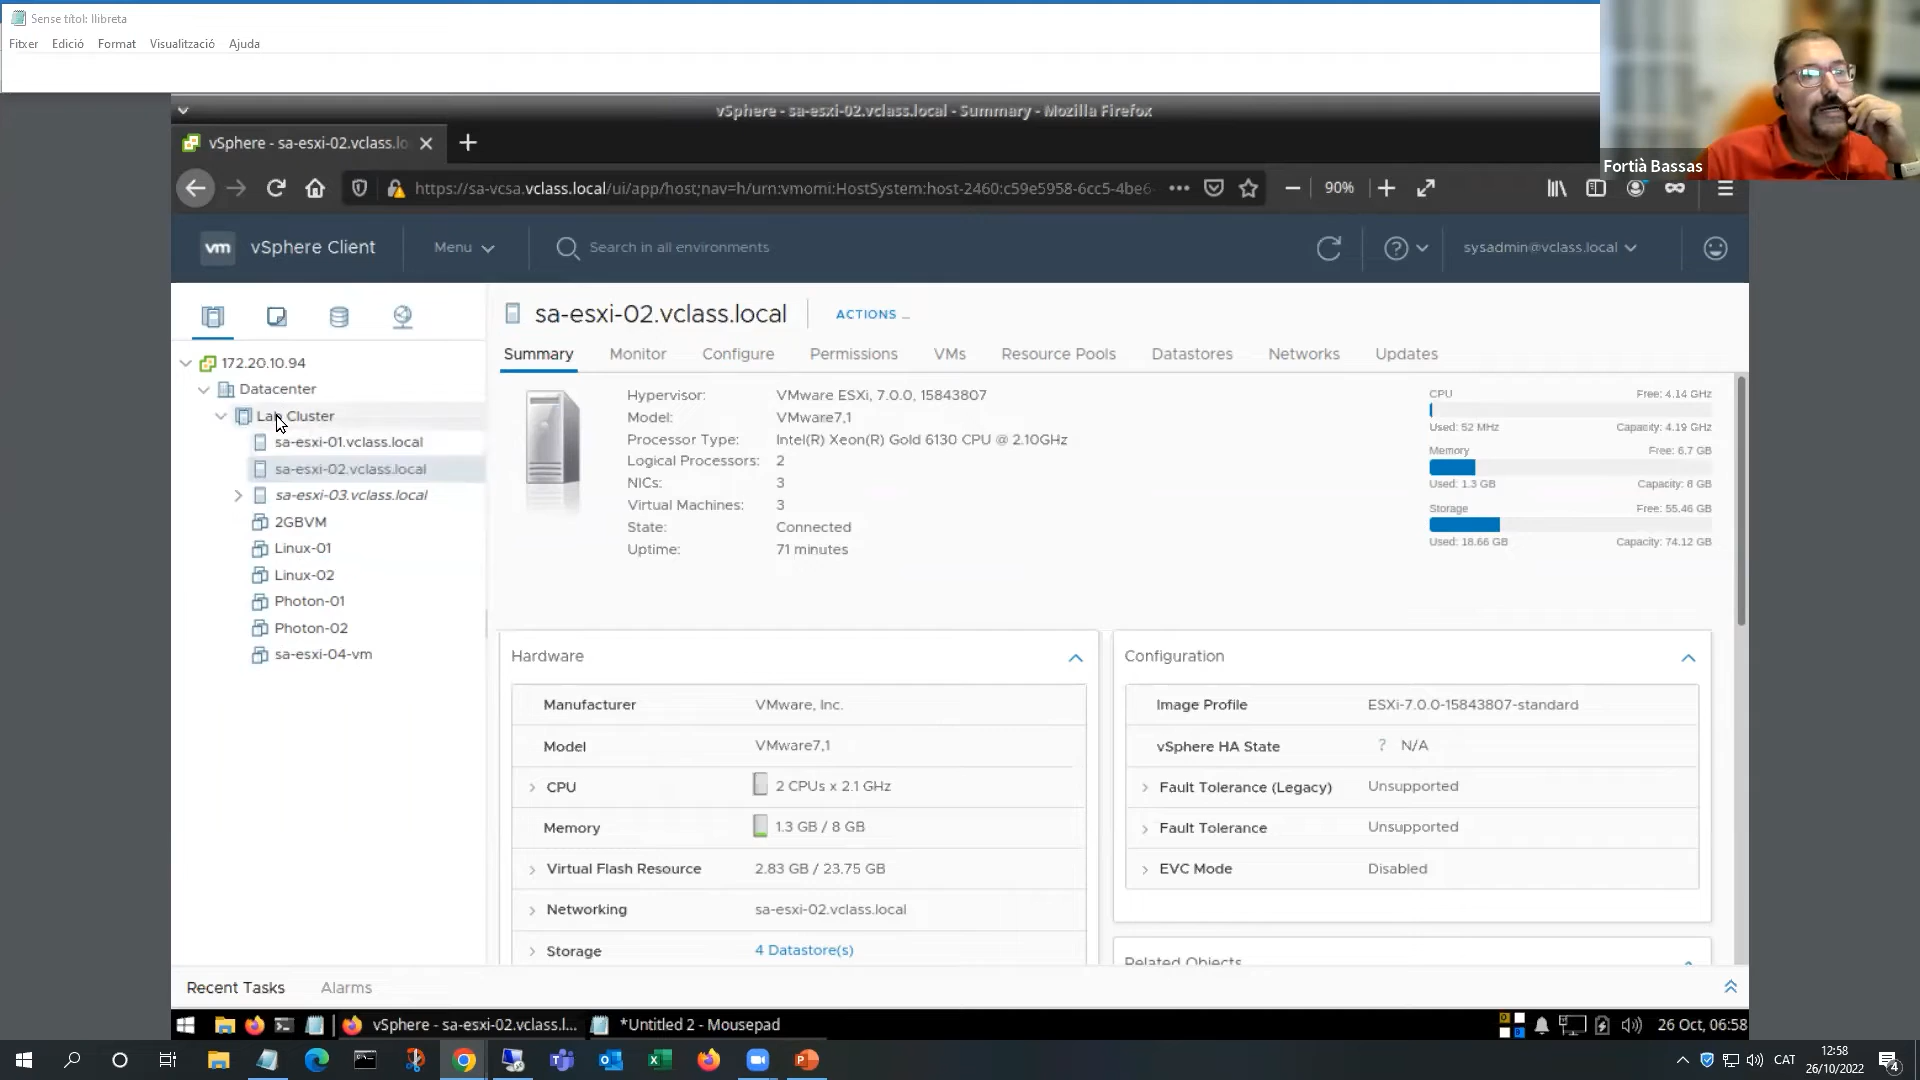 Sense títol: llibreta
Fitxer Edició Format Visualització Ajuda
Fortià Bassas
vSphere - sa-esxi-02.vclass.local - Summary - Mozilla Firefox
vSphere - sa-esxi-02.vclass.lo
https://sa-vcsa.vclass.local/ui/app/host;nav=h/urn:vmomi:HostSystem:host-2460:c59e5958-6cc5-4be6-
90%
vm vSphere Client Menu Search in all environments sysadmin@vclass.local
sa-esxi-02.vclass.local ACTIONS
Summary Monitor Configure Permissions VMs Resource Pools Datastores Networks Updates
172.20.10.94
Datacenter
Lab Cluster
sa-esxi-01.vclass.local
sa-esxi-02.vclass.local
sa-esxi-03.vclass.local
2GBVM
Linux-01
Linux-02
Photon-01
Photon-02
sa-esxi-04-vm
Hypervisor: VMware ESXi, 7.0.0, 15843807
Model: VMware7,1
Processor Type: Intel(R) Xeon(R) Gold 6130 CPU @ 2.10GHz
Logical Processors: 2
NICs: 3
Virtual Machines: 3
State: Connected
Uptime: 71 minutes
CPU Free: 4.14 GHz
Used: 52 MHz Capacity: 4.19 GHz
Memory Free: 6.7 GB
Used: 1.3 GB Capacity: 8 GB
Storage Free: 55.46 GB
Used: 18.66 GB Capacity: 74.12 GB
Hardware
Manufacturer VMware, Inc.
Model VMware7,1
CPU 2 CPUs x 2.1 GHz
Memory 1.3 GB / 8 GB
Virtual Flash Resource 2.83 GB / 23.75 GB
Networking sa-esxi-02.vclass.local
Storage 4 Datastore(s)
Configuration
Image Profile ESXi-7.0.0-15843807-standard
vSphere HA State ? N/A
Fault Tolerance (Legacy) Unsupported
Fault Tolerance Unsupported
EVC Mode Disabled
Related Objects
Recent Tasks Alarms
vSphere - sa-esxi-02.vclass.l... *Untitled 2 - Mousepad 26 Oct, 06:58
CAT 12:58
26/10/2022 4